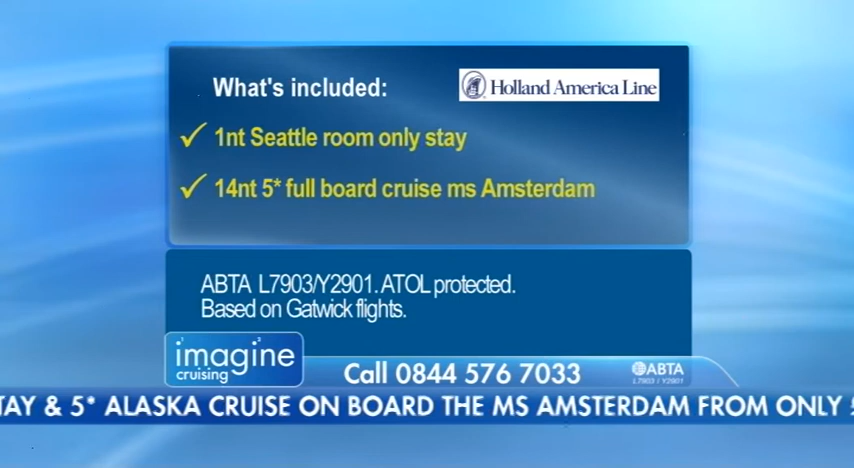 What's included:
Holland America Line
1nt Seattle room only stay
14nt 5* full board cruise ms Amsterdam
ABTA L7903/Y2901. ATOL protected.
Based on Gatwick flights.
imagine
cruising
Call 0844 576 7033
ABTA
L7903 / Y2901
TAY & 5* ALASKA CRUISE ON BOARD THE MS AMSTERDAM FROM ONLY